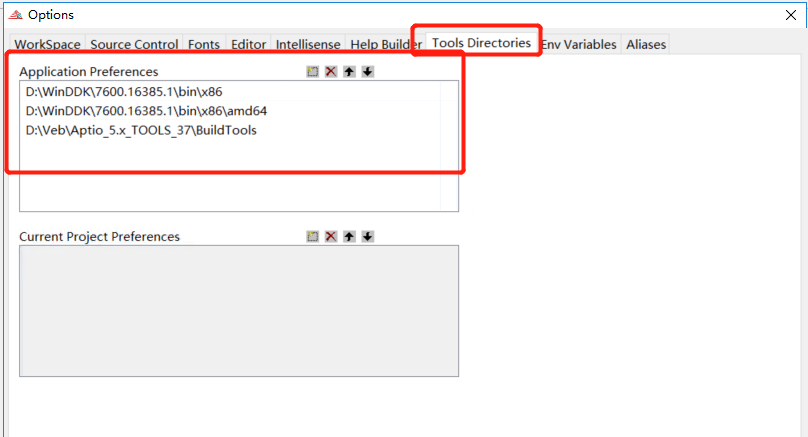 Options
WorkSpace Source Control Fonts Editor Intellisense Help Builder Tools Directories Env Variables Aliases
Application Preferences
D:\WinDDK\7600.16385.1\bin\x86
D:\WinDDK\7600.16385.1\bin\x86\amd64
D:\Veb\Aptio_5.x_TOOLS_37\BuildTools
Current Project Preferences